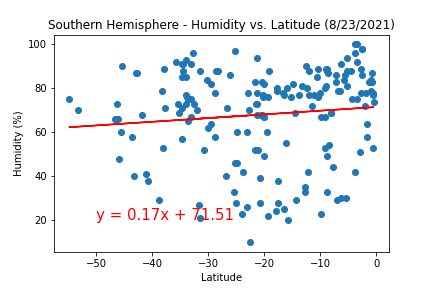 Southern Hemisphere - Humidity vs. Latitude (8/23/2021)
100
80
60
40
20
Humidity (%)
y = 0.17x + 71.51
−50
−40
−30
−20
−10
0
Latitude